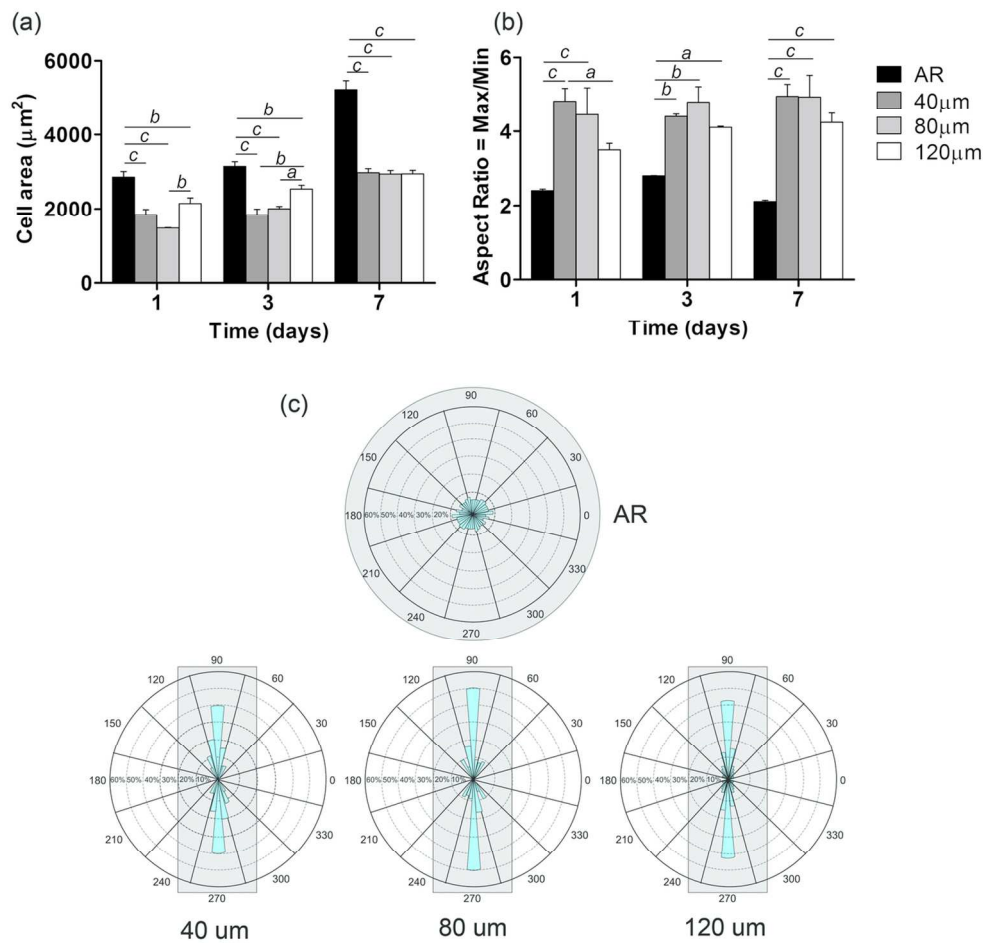 (a)
Cell area (μm²)
6000
4000
2000
0
c
c
c
b
c
c
b
b
c
c
b
a
c
c
c
1 3 7
Time (days)
(b)
Aspect Ratio = Max/Min
6
4
2
0
c
c a
a
b
b
c
c
c
1 3 7
Time (days)
AR
40μm
80μm
120μm
(c)
90
120 60
150 30
180 60% 50% 40% 30% 20% 0
210 330
240 300
270
AR
90
120 60
150 30
180 60% 50% 40% 30% 20% 10% 0
210 330
240 300
270
40 um
90
120 60
150 30
180 60% 50% 40% 30% 20% 10% 0
210 330
240 300
270
80 um
90
120 60
150 30
180 60% 50% 40% 30% 20% 10% 0
210 330
240 300
270
120 um